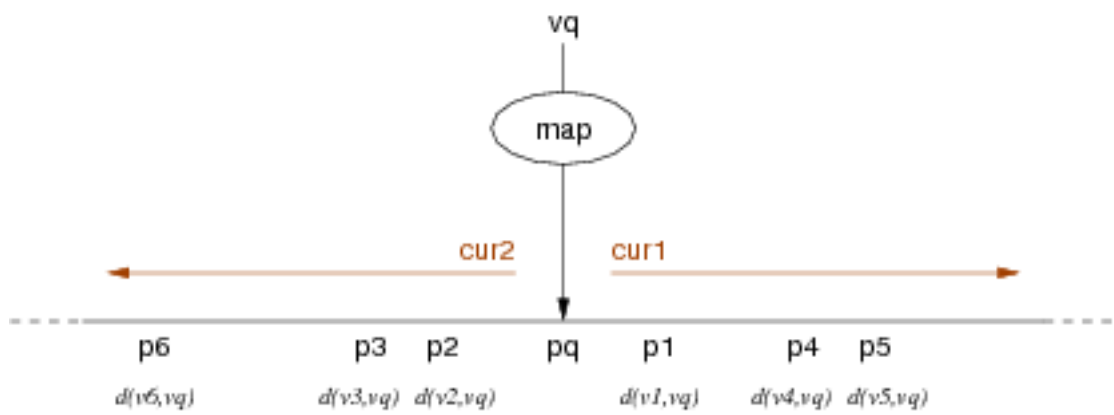 vq
map
cur2 cur1
p6 p3 p2 pq p1 p4 p5
d(v6,vq) d(v3,vq) d(v2,vq) d(v1,vq) d(v4,vq) d(v5,vq)